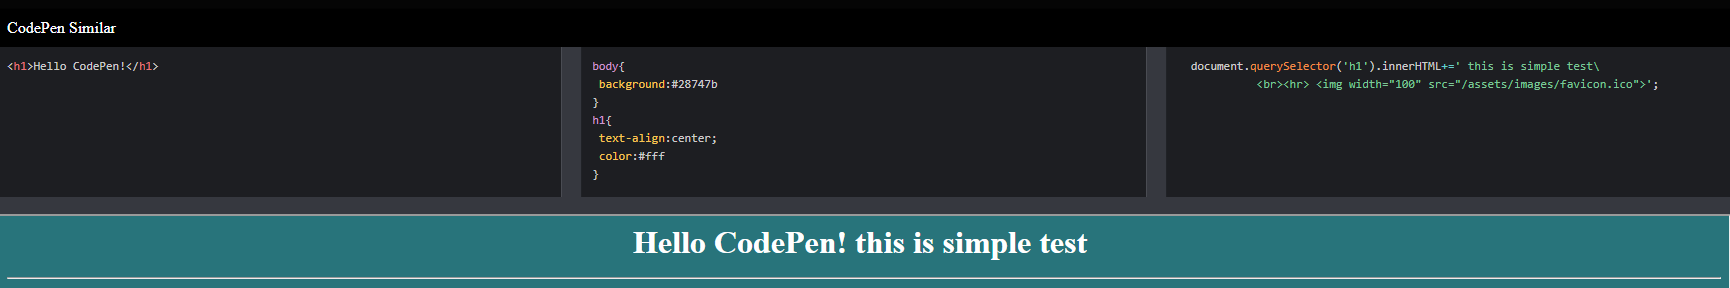 CodePen Similar
<h1>Hello CodePen!</h1>
body{
background:#28747b
}
h1{
text-align:center;
color:#fff
}
document.querySelector('h1').innerHTML+=' this is simple test\
<br><hr> <img width="100" src="/assets/images/favicon.ico">';
Hello CodePen! this is simple test